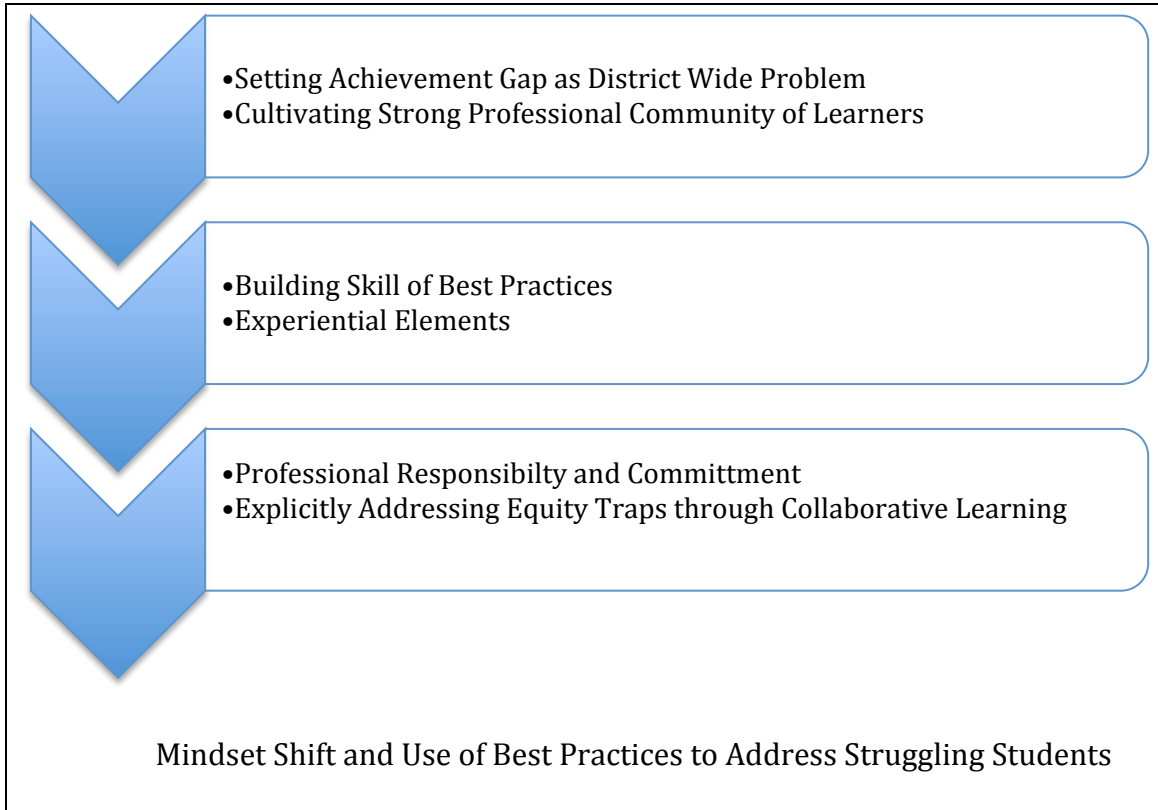 •Setting Achievement Gap as District Wide Problem
•Cultivating Strong Professional Community of Learners
•Building Skill of Best Practices
•Experiential Elements
•Professional Responsibilty and Committment
•Explicitly Addressing Equity Traps through Collaborative Learning
Mindset Shift and Use of Best Practices to Address Struggling Students